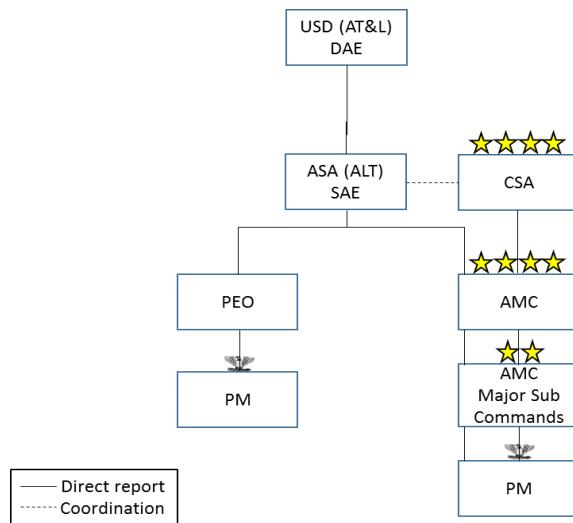 USD (AT&L)
DAE
ASA (ALT)
SAE
CSA
PEO
AMC
PM
AMC
Major Sub
Commands
PM
Direct report
Coordination